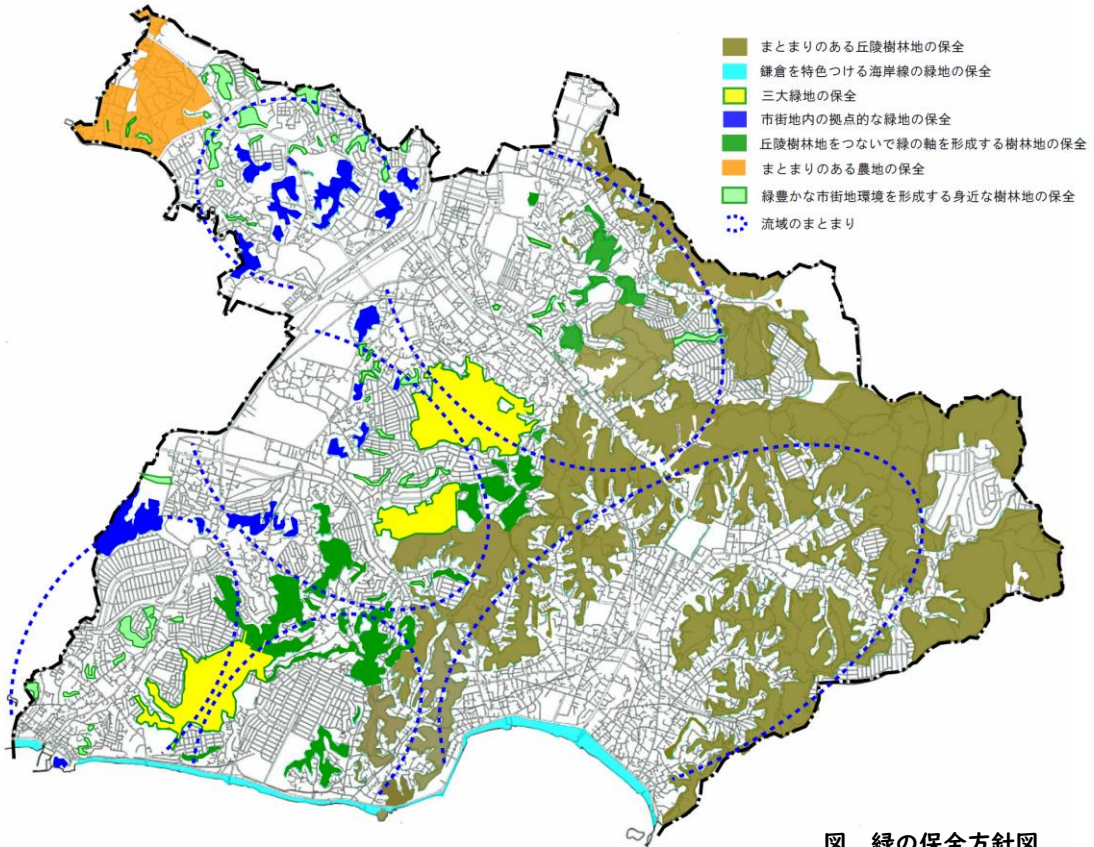 まとまりのある丘陵樹林地の保全
鎌倉を特色つける海岸線の緑地の保全
三大緑地の保全
市街地内の拠点的な緑地の保全
丘陵樹林地をつないで緑の軸を形成する樹林地の保全
まとまりのある農地の保全
緑豊かな市街地環境を形成する身近な樹林地の保全
流域のまとまり
図　緑の保全方針図